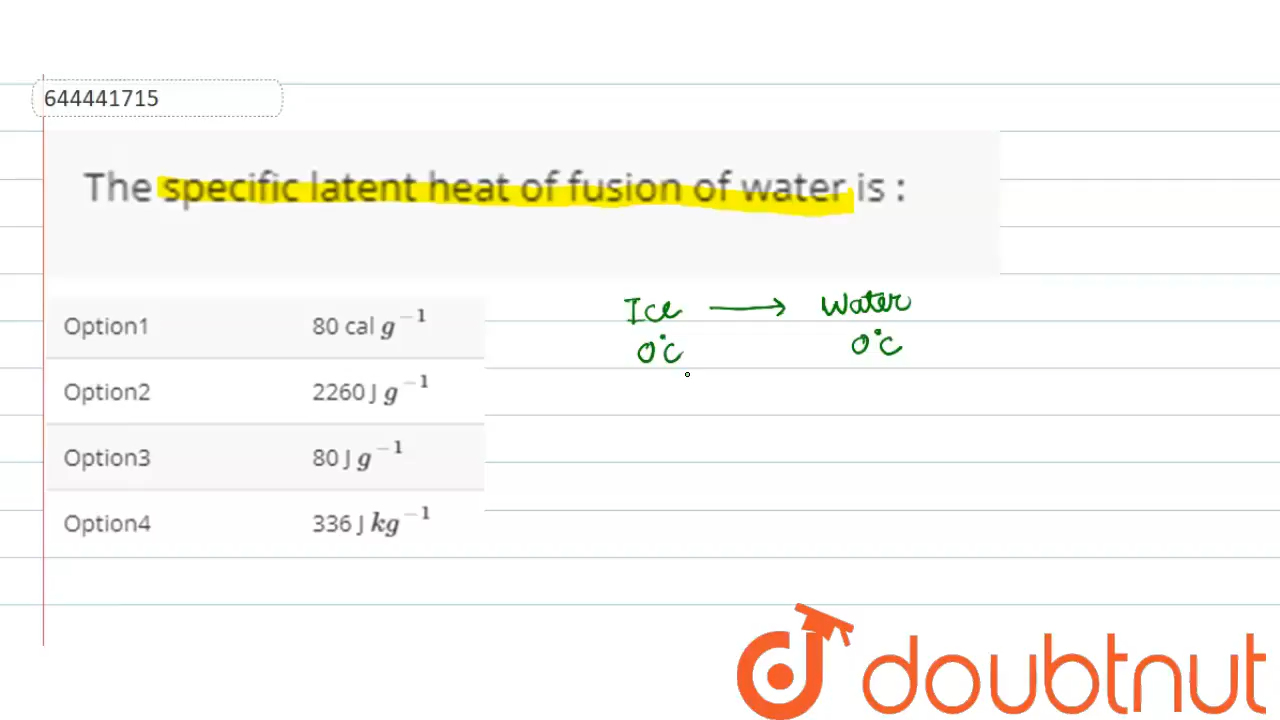 644441715
The specific latent heat of fusion of water is :
Option1 80 cal g⁻¹
Option2 2260 J g⁻¹
Option3 80 J g⁻¹
Option4 336 J kg⁻¹
Ice ⟶ Water
0°C 0°C
doubtnut